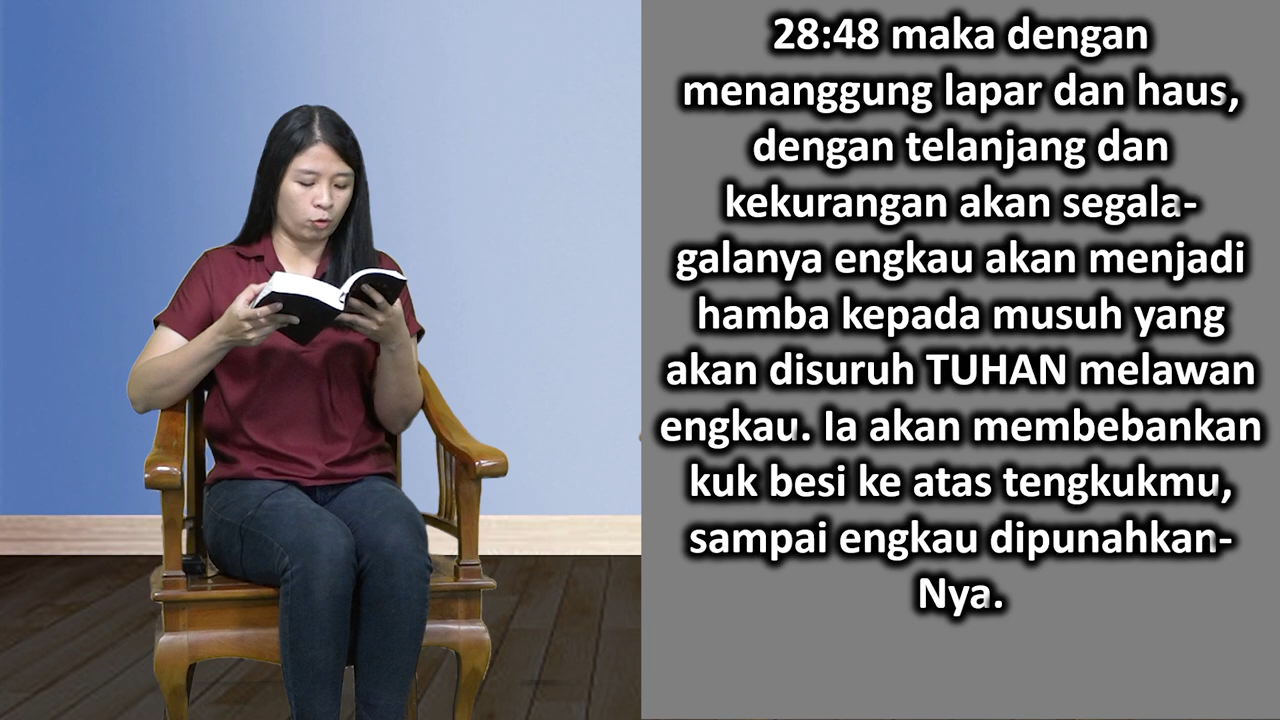 28:48 maka dengan
menanggung lapar dan haus,
dengan telanjang dan
kekurangan akan segala-
galanya engkau akan menjadi
hamba kepada musuh yang
akan disuruh TUHAN melawan
engkau. Ia akan membebankan
kuk besi ke atas tengkukmu,
sampai engkau dipunahkan-
Nya.